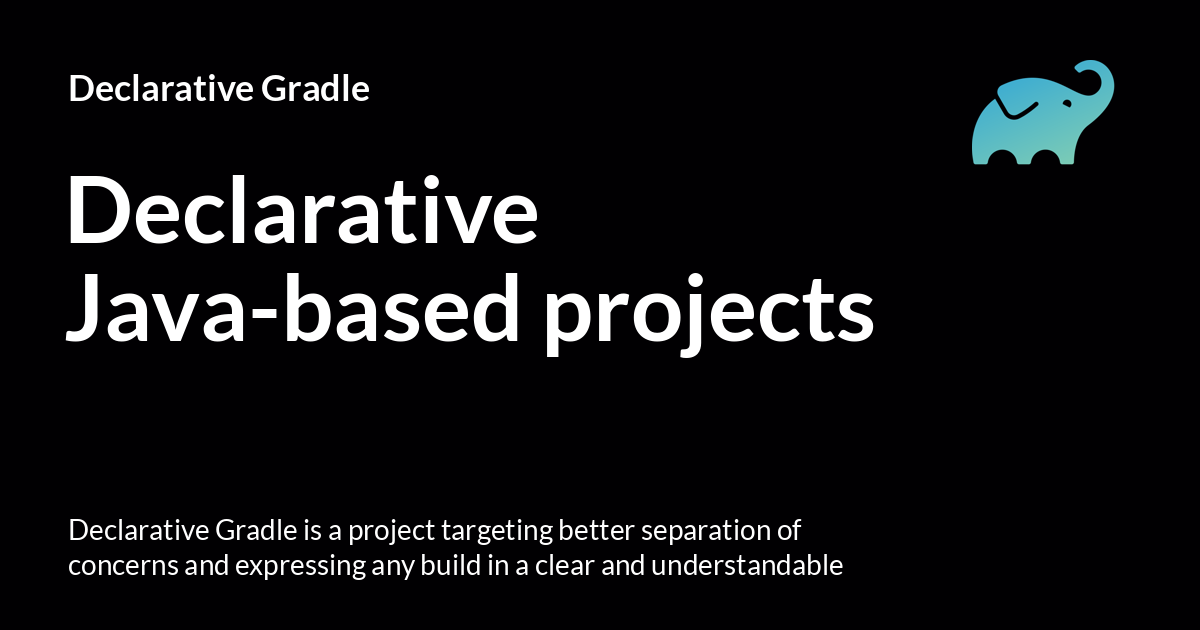 Declarative Gradle
Declarative
Java-based projects
Declarative Gradle is a project targeting better separation of
concerns and expressing any build in a clear and understandable